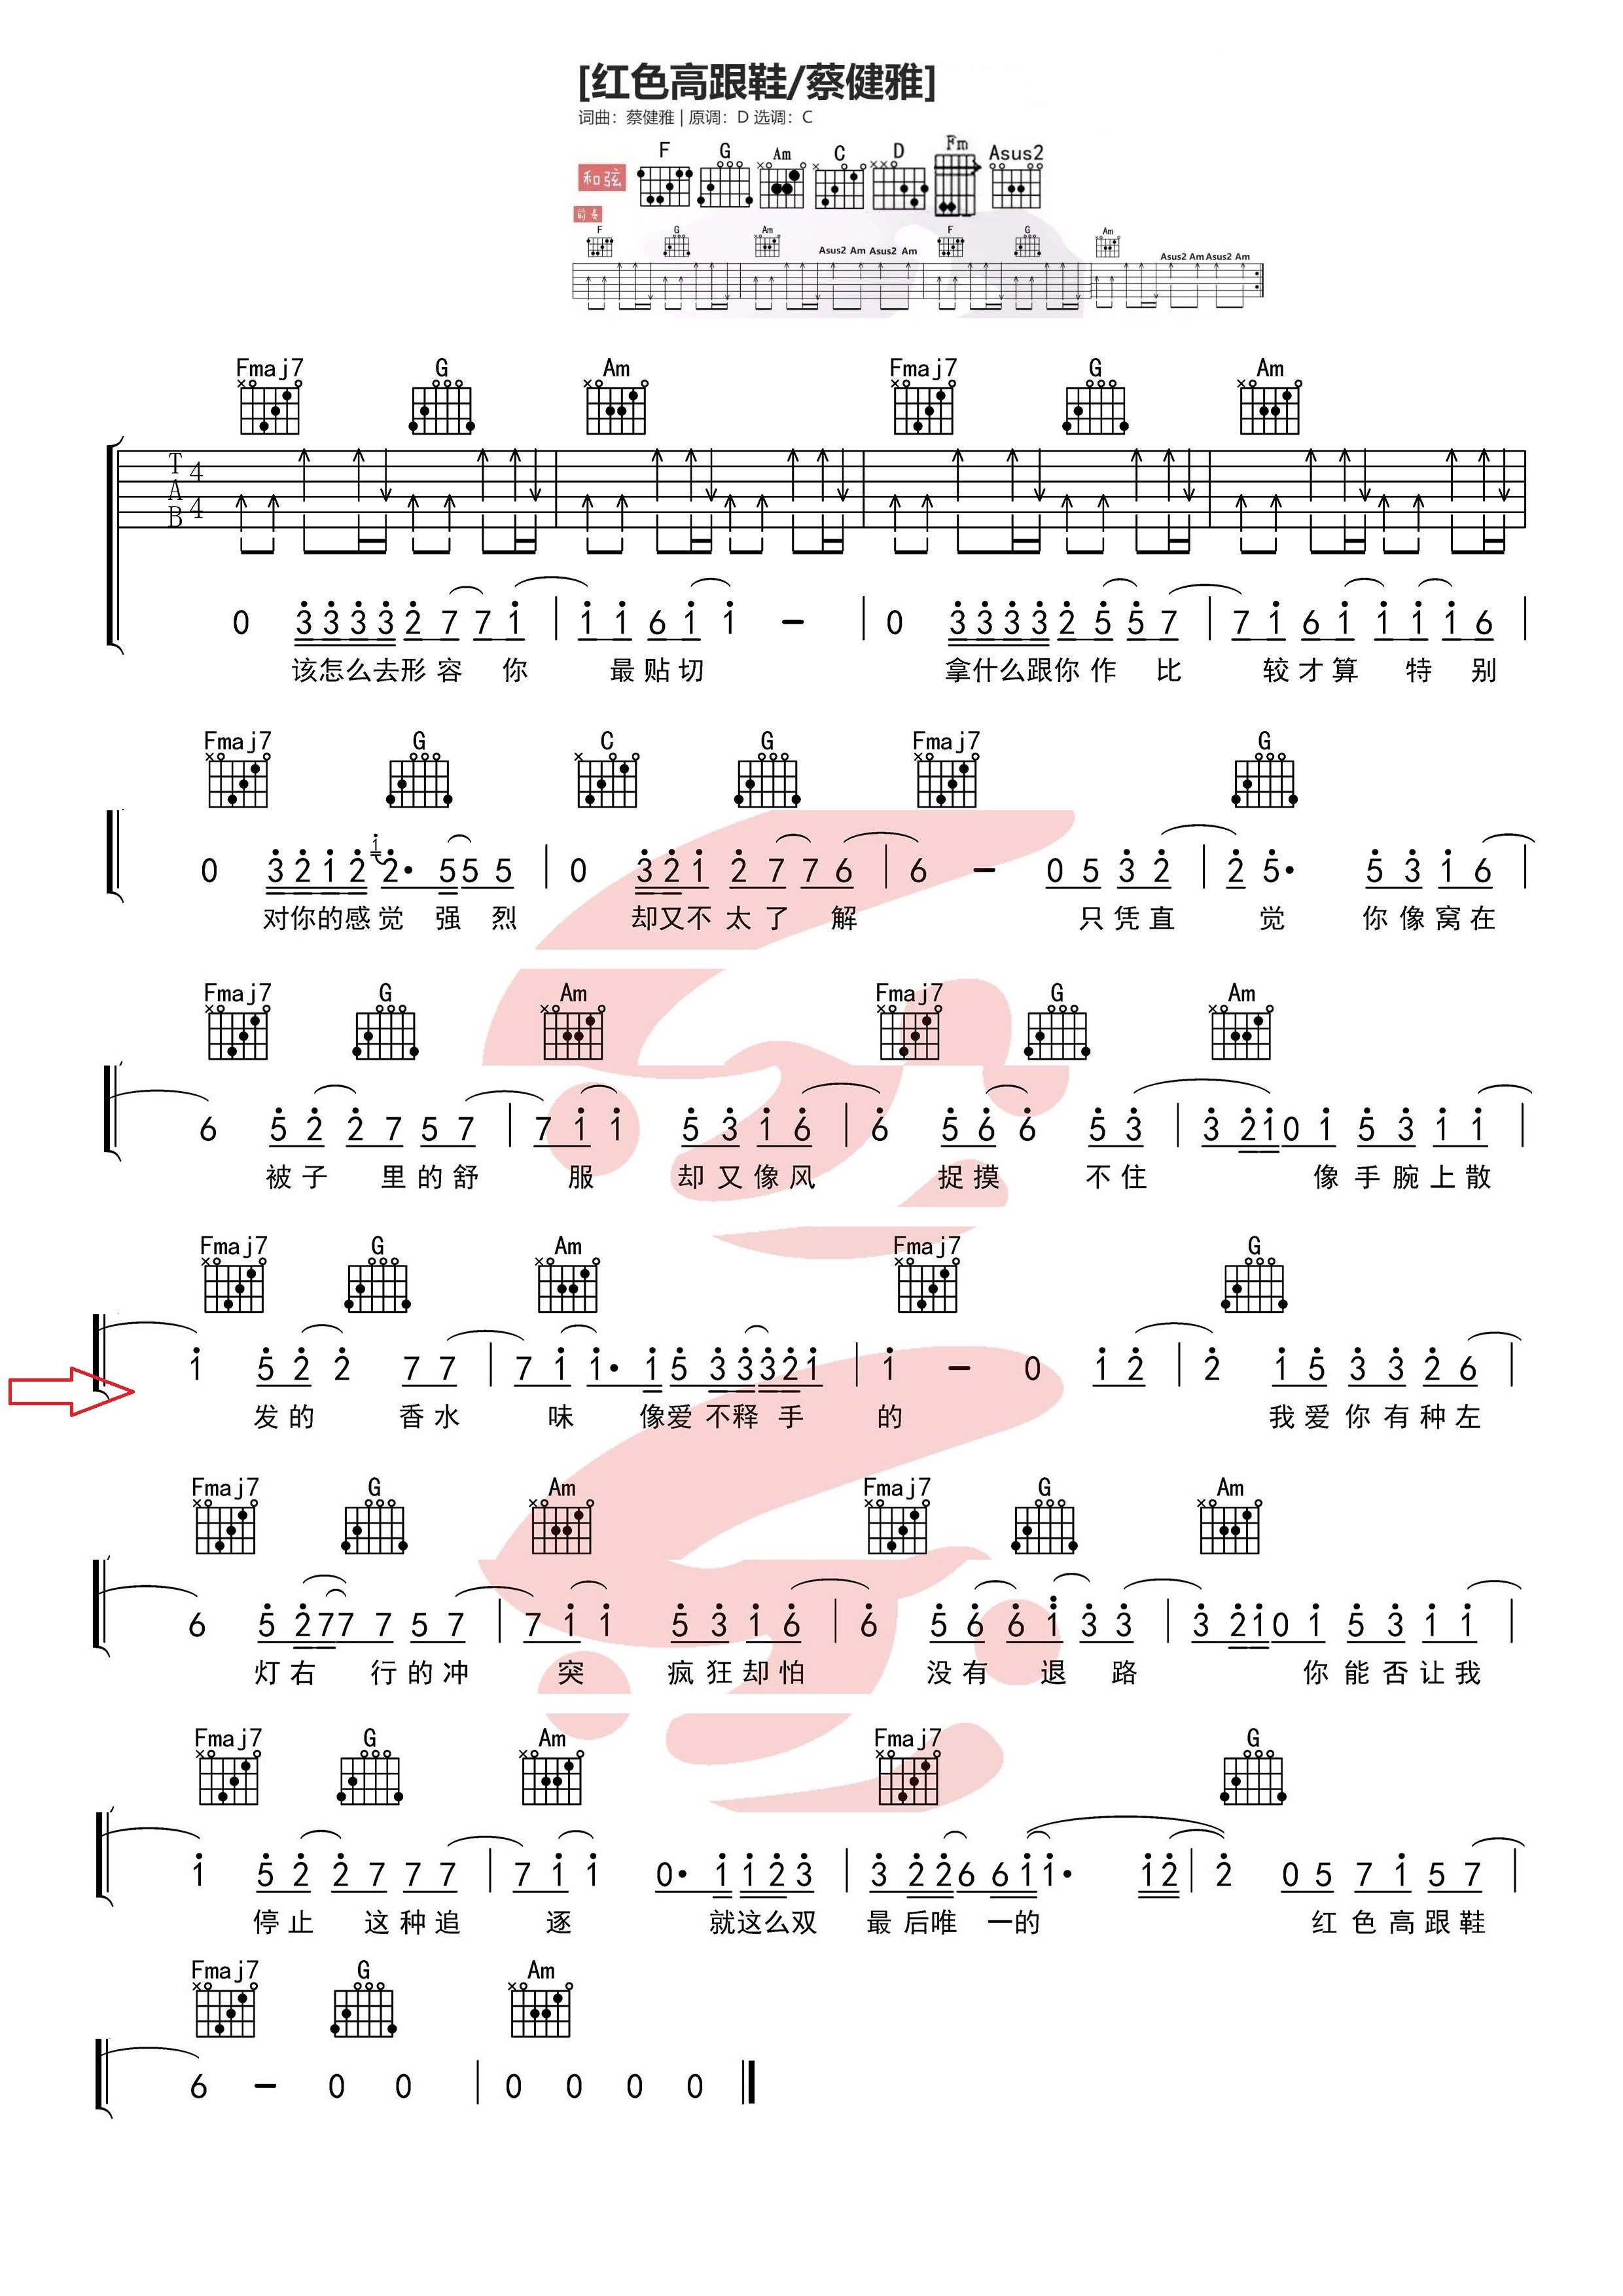 [红色高跟鞋/蔡健雅]
词曲：蔡健雅 | 原调：D 选调：C
和弦 F G Am C D Fm Asus2
前奏
F G Am Asus2 Am Asus2 Am F G Am Asus2 Am Asus2 Am
Fmaj7 G Am Fmaj7 G Am
T A B 4 4
0 3 3 3 3 2 7 7 1 | 1 1 6 1 1 – | 0 3 3 3 3 2 5 5 7 | 7 1 6 1 1 1 1 6 |
该怎么去形容 你 最贴切 拿什么跟你作 比 较才算 特 别
Fmaj7 G C G Fmaj7 G
0 3 2 1 2 1 2· 5 5 5 | 0 3 2 1 2 7 7 6 | 6 – 0 5 3 2 | 2 5· 5 3 1 6 |
对你的感觉 强 烈 却又不太了 解 只凭直 觉 你像窝在
Fmaj7 G Am Fmaj7 G Am
6 5 2 2 7 5 7 | 7 1 1 5 3 1 6 | 6 5 6 6 5 3 | 3 2 1 0 1 5 3 1 1 |
被子 里的舒 服 却又像风 捉摸 不住 像手腕上散
Fmaj7 G Am Fmaj7 G
1 5 2 2 7 7 | 7 1 1· 1 5 3 3 3 2 1 | 1 – 0 1 2 | 2 1 5 3 3 2 6 |
发的 香水 味 像爱不释手 的 我爱你有种左
Fmaj7 G Am Fmaj7 G Am
6 5 2 7 7 7 5 7 | 7 1 1 5 3 1 6 | 6 5 6 6 1 3 3 | 3 2 1 0 1 5 3 1 1 |
灯右 行的冲 突 疯狂却怕 没有 退 路 你能否让我
Fmaj7 G Am Fmaj7 G
1 5 2 2 7 7 7 | 7 1 1 0· 1 1 2 3 | 3 2 2 6 6 1 1· 1 2 | 2 0 5 7 1 5 7 |
停止 这种追 逐 就这么双 最后唯 一的 红色高跟鞋
Fmaj7 G Am
6 – 0 0 | 0 0 0 0